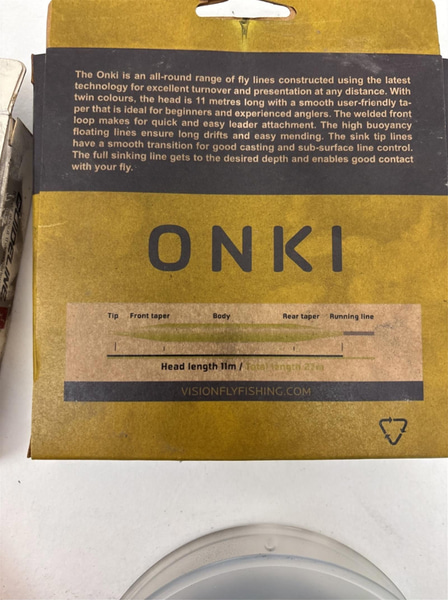 The Onki is an all-round range of fly lines constructed using the latest
technology for excellent turnover and presentation at any distance. With
twin colours, the head is 11 metres long with a smooth user-friendly ta-
per that is ideal for beginners and experienced anglers. The welded front
loop makes for quick and easy leader attachment. The high buoyancy
floating lines ensure long drifts and easy mending. The sink tip lines
have a smooth transition for good casting and sub-surface line control.
The full sinking line gets to the desired depth and enables good contact
with your fly.
ONKI
Tip Front taper Body Rear taper Running line
Head length 11m / Total length
VISIONFLYFISHING.COM